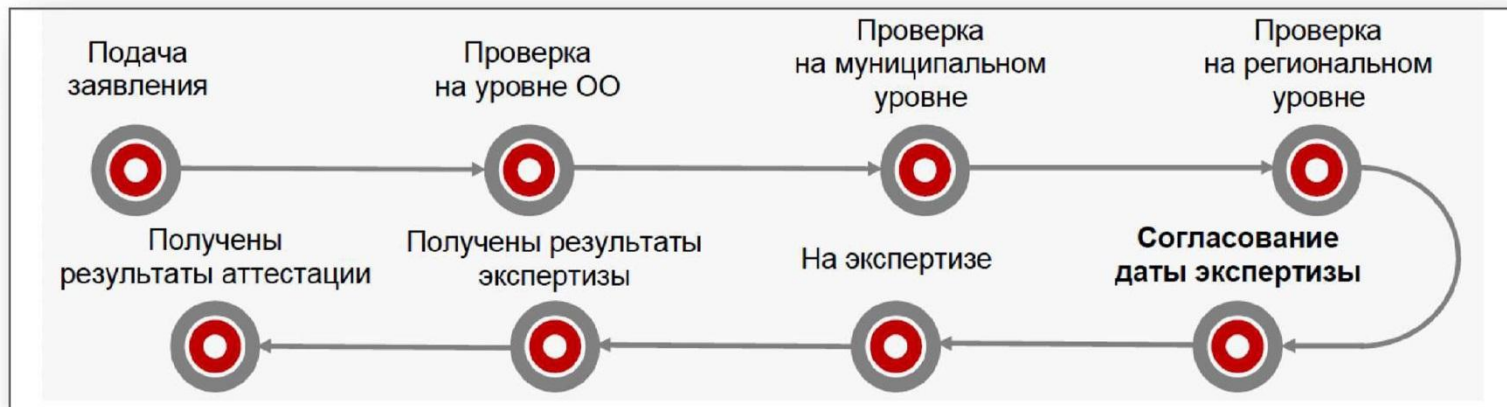 Подача
заявления
Проверка
на уровне ОО
Проверка
на муниципальном
уровне
Проверка
на региональном
уровне
Согласование
даты экспертизы
На экспертизе
Получены результаты
экспертизы
Получены
результаты аттестации